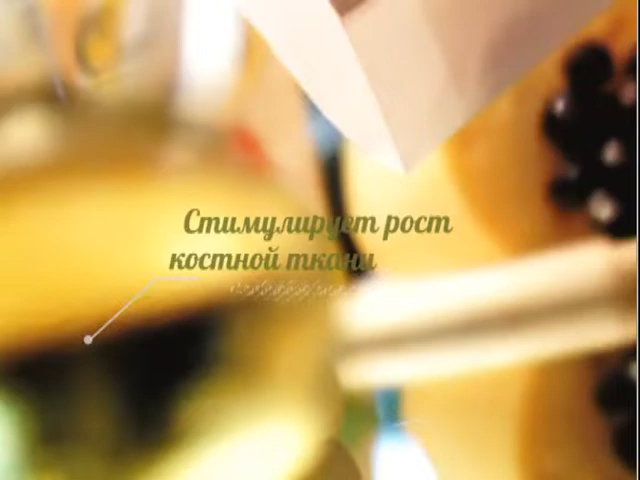 Стимулирует рост
костной ткани